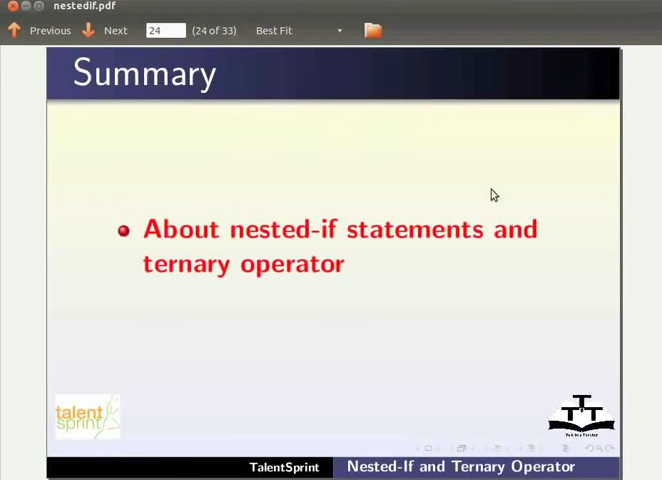 nestedif.pdf
Previous Next 24 (24 of 33) Best Fit
Summary
About nested-if statements and
ternary operator
talent
sprint
TalentSprint Nested-If and Ternary Operator